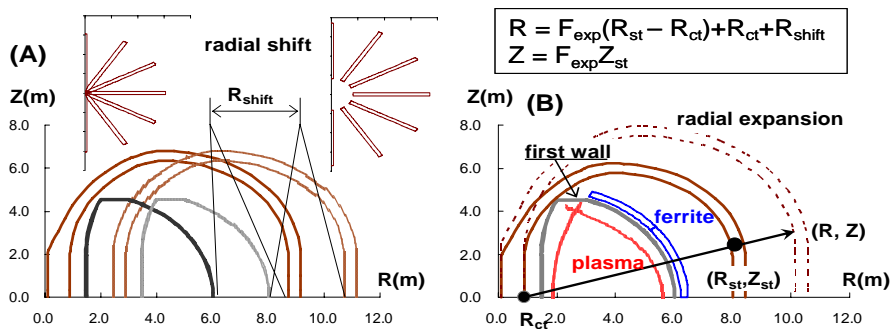 (A)
radial shift
R_shift
Z(m)
8.0
6.0
4.0
2.0
0.0
0.0 2.0 4.0 6.0 8.0 10.0 12.0
R(m)
R = F_exp(R_st – R_ct)+R_ct+R_shift
Z = F_expZ_st
Z(m)
(B)
radial expansion
first wall
ferrite
plasma
(R, Z)
(R_st,Z_st)
8.0
6.0
4.0
2.0
0.0
R(m)
0.0 2.0 4.0 6.0 8.0 10.0 12.0
R_ct